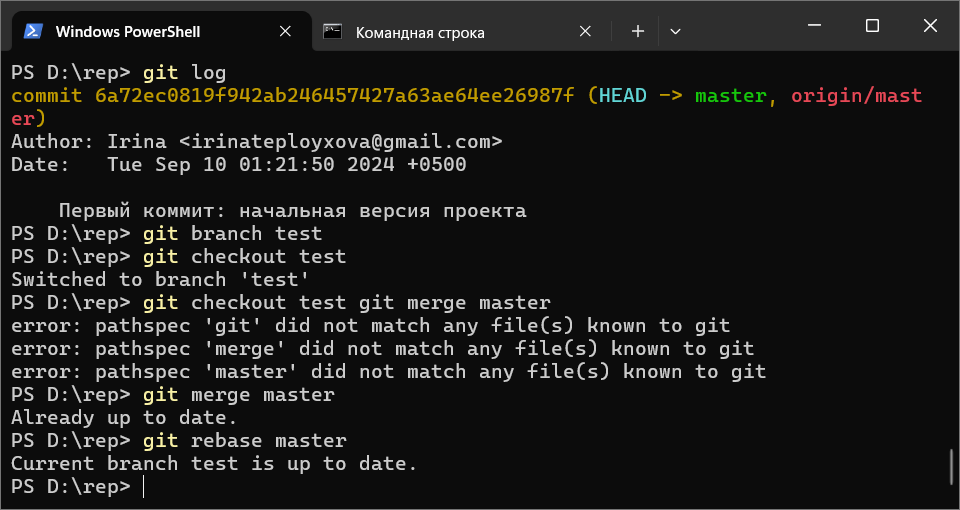 Windows PowerShell
Командная строка
PS D:\rep> git log
commit 6a72ec0819f942ab246457427a63ae64ee26987f (HEAD -> master, origin/mast
er)
Author: Irina <irinateployxova@gmail.com>
Date:   Tue Sep 10 01:21:50 2024 +0500
Первый коммит: начальная версия проекта
PS D:\rep> git branch test
PS D:\rep> git checkout test
Switched to branch 'test'
PS D:\rep> git checkout test git merge master
error: pathspec 'git' did not match any file(s) known to git
error: pathspec 'merge' did not match any file(s) known to git
error: pathspec 'master' did not match any file(s) known to git
PS D:\rep> git merge master
Already up to date.
PS D:\rep> git rebase master
Current branch test is up to date.
PS D:\rep>